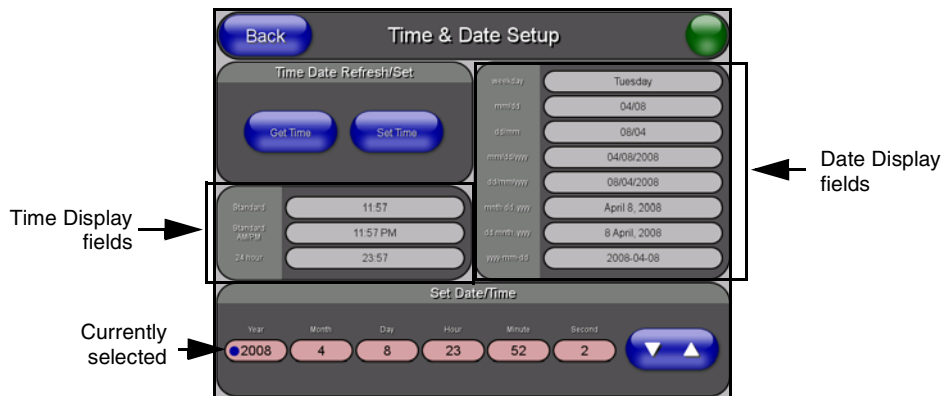 Back
Time & Date Setup
Time Date Refresh/Set
Get Time
Set Time
weekday
Tuesday
mm/dd
04/08
dd/mm
08/04
mm/dd/yyyy
04/08/2008
dd/mm/yyyy
08/04/2008
mnth dd, yyyy
April 8, 2008
dd mnth, yyyy
8 April, 2008
yyyy-mm-dd
2008-04-08
Date Display
fields
Time Display
fields
Standard
11:57
Standard
AM/PM
11:57 PM
24 hour
23:57
Set Date/Time
Currently
selected
Year
Month
Day
Hour
Minute
Second
2008
4
8
23
52
2